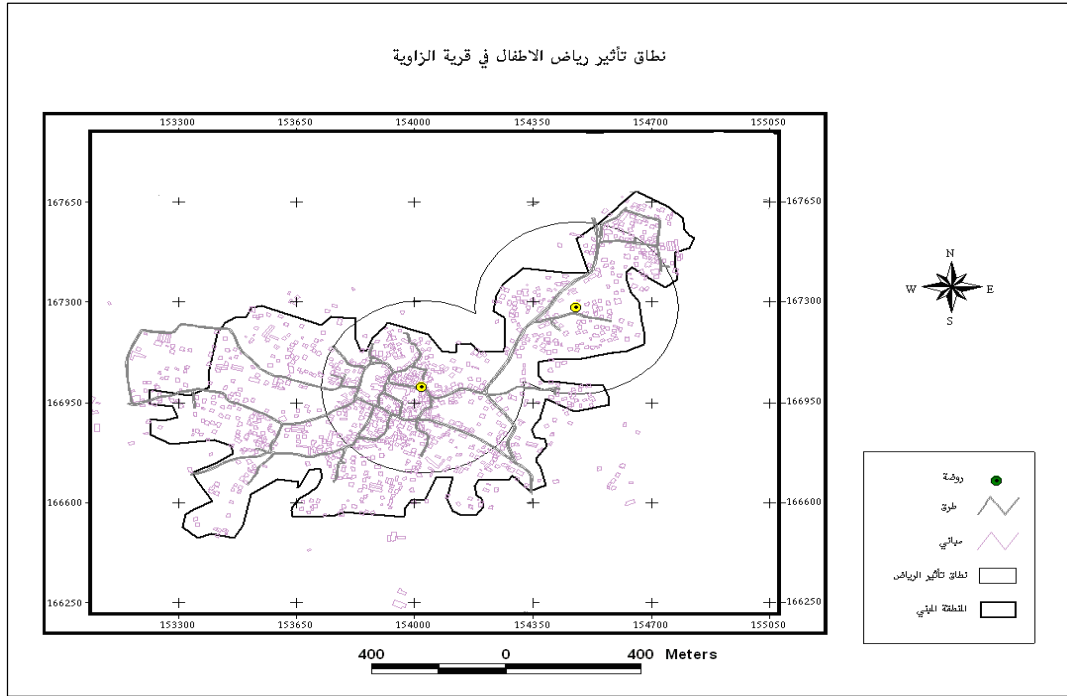 نطاق تأثير رياض الاطفال في قرية الزاوية
153300 153650 154000 154350 154700 155050
167650 167650
167300 167300
166950 166950
166600 166600
166250 166250
153300 153650 154000 154350 154700 155050
N
W E
S
روضة
طرق
مباني
نطاق تأثير الرياض
المنطقة المبني
400 0 400 Meters